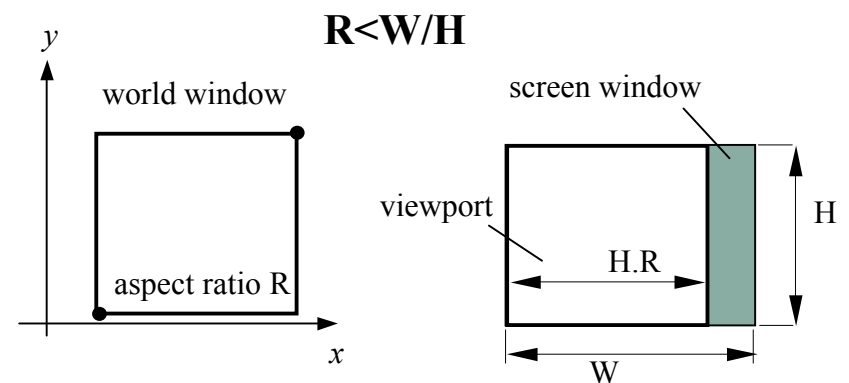 R<W/H
y
world window
screen window
viewport
H
H.R
aspect ratio R
x
W